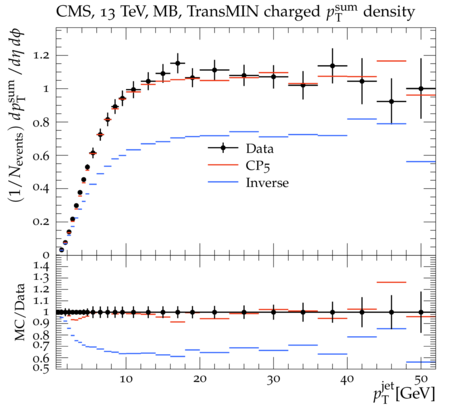 CMS, 13 TeV, MB, TransMIN charged p_T^sum density
(1/N_events) dp_T^sum/dη dφ
1.2
1
0.8
0.6
0.4
0.2
0
Data
CP5
Inverse
MC/Data
1.4
1.3
1.2
1.1
1
0.9
0.8
0.7
0.6
0.5
10 20 30 40 50
p_T^jet [GeV]